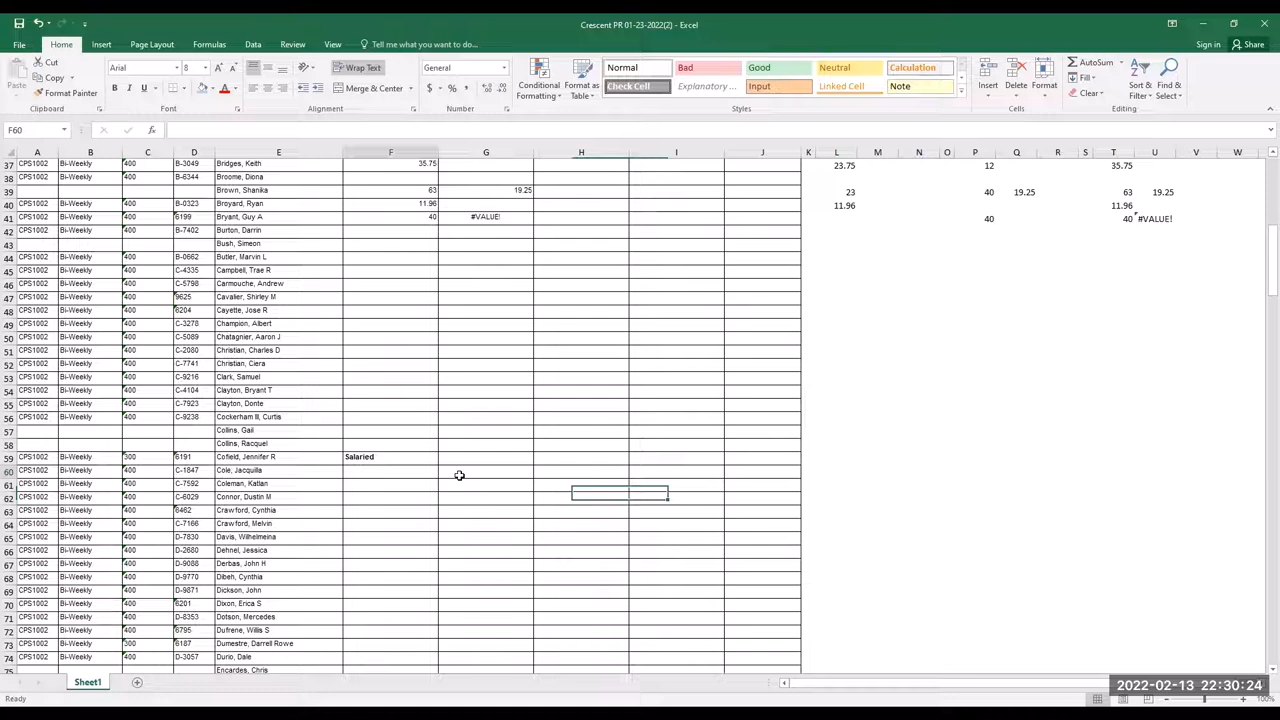 Crescent PR 01-23-2022(2) - Excel
File Home Insert Page Layout Formulas Data Review View Tell me what you want to do... Sign in Share
Cut Arial 8 Wrap Text General Normal Bad Good Neutral Calculation AutoSum
Paste Copy Merge & Center $ % Conditional Formatting Format as Table Check Cell Explanatory ... Input Linked Cell Note Insert Delete Format Fill Sort & Filter Find & Select
Format Painter Clear
Clipboard Font Alignment Number Styles Cells Editing
F60 fx
A B C D E F G H I J K L M N O P Q R S T U V W
37 CPS1002 Bi-Weekly 400 B-3049 Bridges, Keith 35.75 23.75 12 35.75
38 CPS1002 Bi-Weekly 400 B-6344 Broome, Diona
39 Brown, Shanika 63 19.25 23 40 19.25 63 19.25
40 CPS1002 Bi-Weekly 400 B-0323 Broyard, Ryan 11.96 11.96 11.96
41 CPS1002 Bi-Weekly 400 6199 Bryant, Guy A 40 #VALUE! 40 40 #VALUE!
42 CPS1002 Bi-Weekly 400 B-7402 Burton, Darrin
43 Bush, Simeon
44 CPS1002 Bi-Weekly 400 B-0662 Butler, Marvin L
45 CPS1002 Bi-Weekly 400 C-4335 Campbell, Trae R
46 CPS1002 Bi-Weekly 400 C-5798 Carmouche, Andrew
47 CPS1002 Bi-Weekly 400 9625 Cavalier, Shirley M
48 CPS1002 Bi-Weekly 400 6204 Cayette, Jose R
49 CPS1002 Bi-Weekly 400 C-3278 Champion, Albert
50 CPS1002 Bi-Weekly 400 C-5089 Chatagnier, Aaron J
51 CPS1002 Bi-Weekly 400 C-2080 Christian, Charles D
52 CPS1002 Bi-Weekly 400 C-7741 Christian, Ciera
53 CPS1002 Bi-Weekly 400 C-9216 Clark, Samuel
54 CPS1002 Bi-Weekly 400 C-4104 Clayton, Bryant T
55 CPS1002 Bi-Weekly 400 C-7923 Clayton, Donte
56 CPS1002 Bi-Weekly 400 C-9238 Cockerham III, Curtis
57 Collins, Gail
58 Collins, Racquel
59 CPS1002 Bi-Weekly 300 6191 Cofield, Jennifer R Salaried
60 CPS1002 Bi-Weekly 400 C-1847 Cole, Jacquilla
61 CPS1002 Bi-Weekly 400 C-7592 Coleman, Katlan
62 CPS1002 Bi-Weekly 400 C-6029 Connor, Dustin M
63 CPS1002 Bi-Weekly 400 6462 Crawford, Cynthia
64 CPS1002 Bi-Weekly 400 C-7166 Crawford, Melvin
65 CPS1002 Bi-Weekly 400 D-7830 Davis, Wilhelmeina
66 CPS1002 Bi-Weekly 400 D-2680 Dehnel, Jessica
67 CPS1002 Bi-Weekly 400 D-9088 Derbas, John H
68 CPS1002 Bi-Weekly 400 D-9770 Dibeh, Cynthia
69 CPS1002 Bi-Weekly 400 D-9871 Dickson, John
70 CPS1002 Bi-Weekly 400 6201 Dixon, Erica S
71 CPS1002 Bi-Weekly 400 D-8353 Dotson, Mercedes
72 CPS1002 Bi-Weekly 400 6795 Dufrene, Willis S
73 CPS1002 Bi-Weekly 300 6187 Dumestre, Darrell Rowe
74 CPS1002 Bi-Weekly 400 D-3057 Durio, Dale
75 Encardes, Chris
Sheet1
2022-02-13 22:30:24
Ready 100%